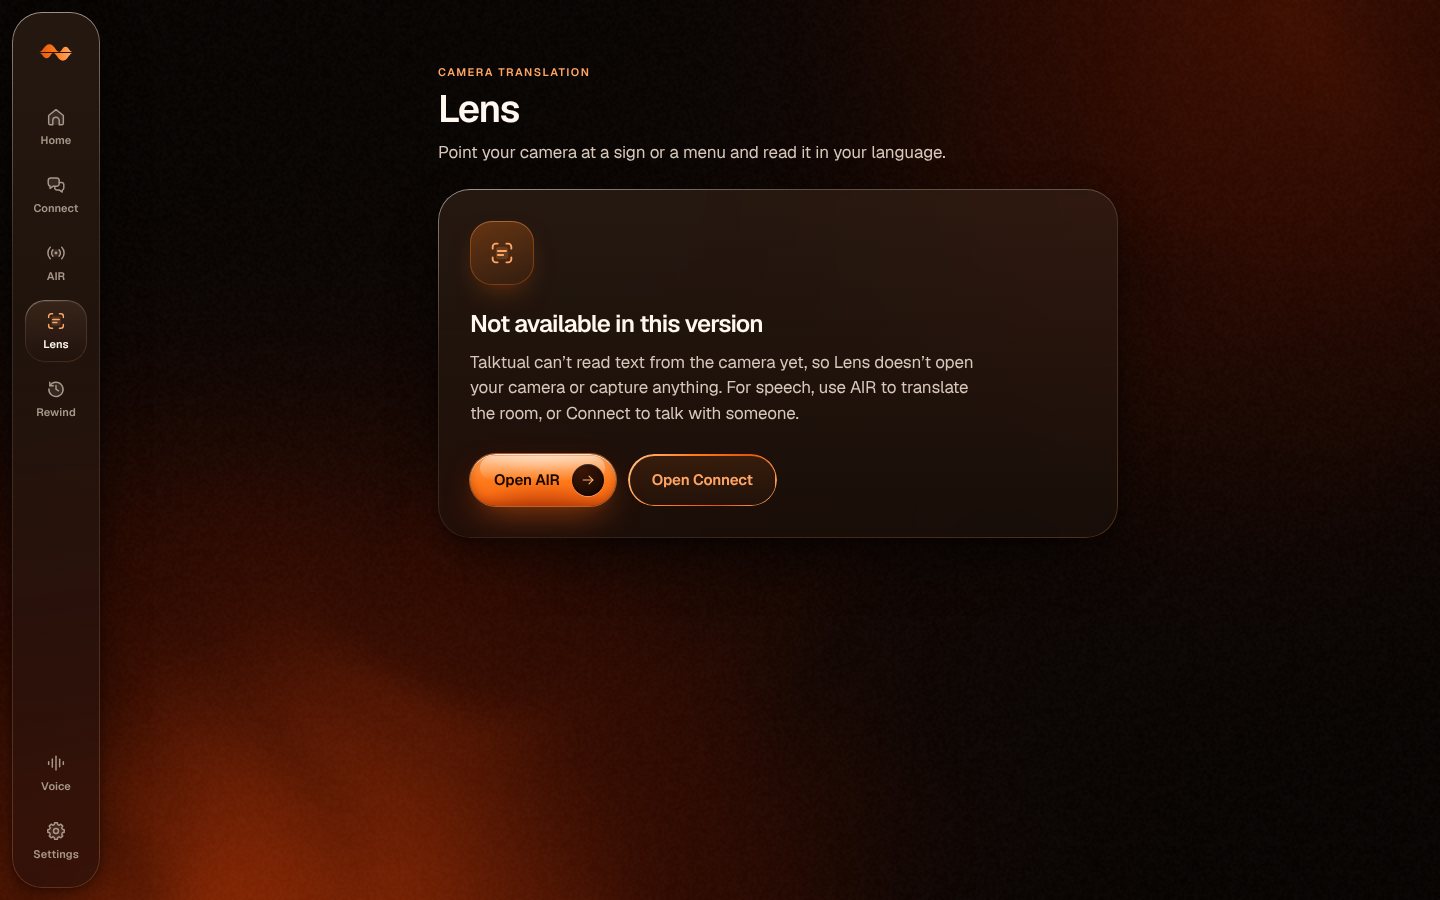 Home
Connect
AIR
Lens
Rewind
Voice
Settings
CAMERA TRANSLATION
Lens
Point your camera at a sign or a menu and read it in your language.
Not available in this version
Talktual can’t read text from the camera yet, so Lens doesn’t open
your camera or capture anything. For speech, use AIR to translate
the room, or Connect to talk with someone.
Open AIR
Open Connect